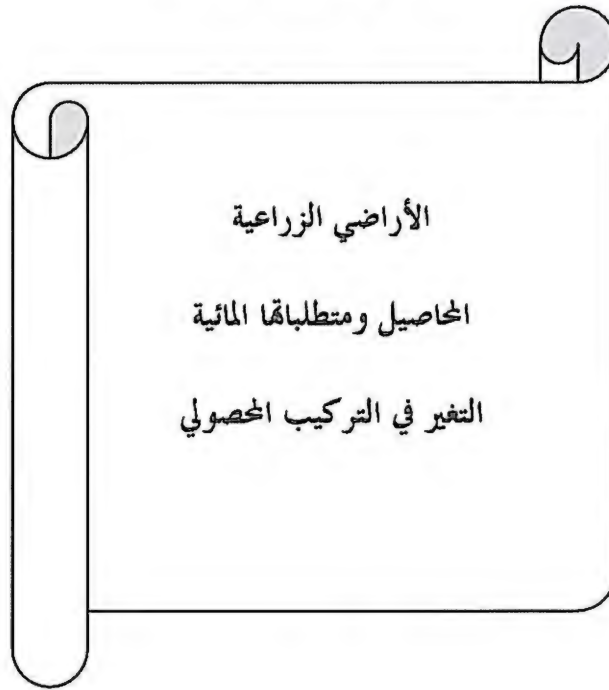 الأراضي الزراعية
المحاصيل ومتطلباتها المائية
التغير في التركيب المحصولي